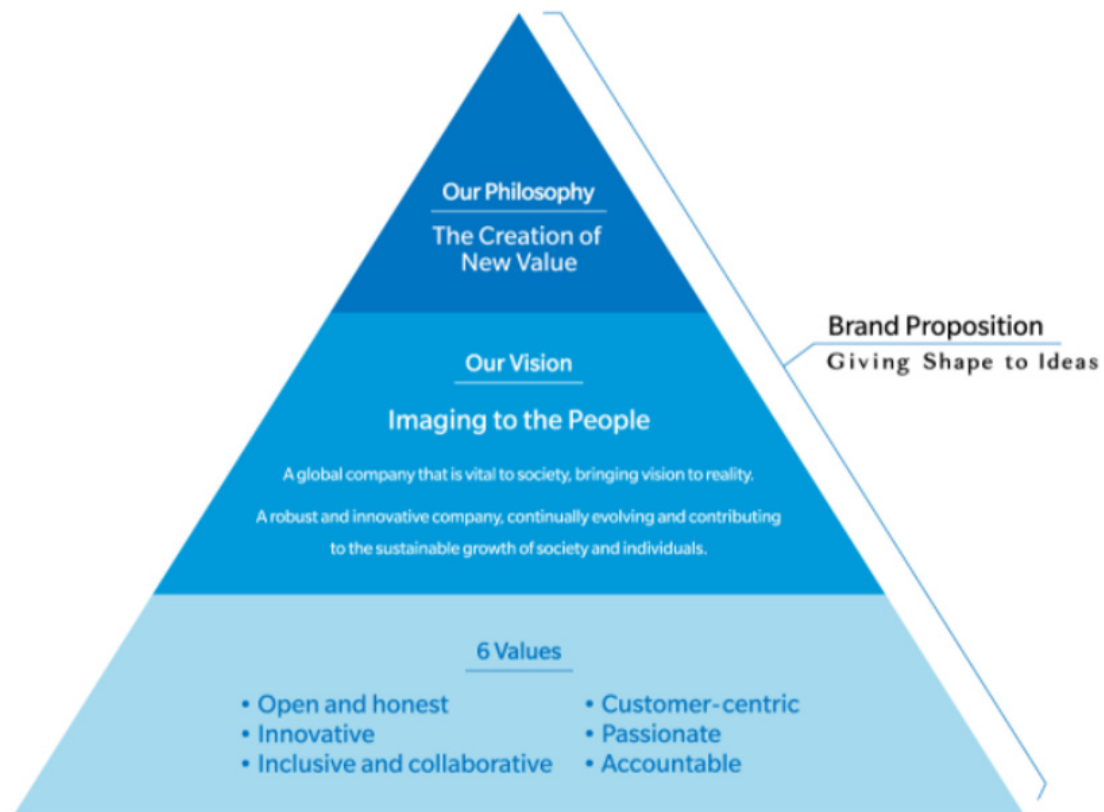 Our Philosophy
The Creation of
New Value
Our Vision
Imaging to the People
A global company that is vital to society, bringing vision to reality.
A robust and innovative company, continually evolving and contributing
to the sustainable growth of society and individuals.
6 Values
• Open and honest
• Innovative
• Inclusive and collaborative
• Customer-centric
• Passionate
• Accountable
Brand Proposition
Giving Shape to Ideas